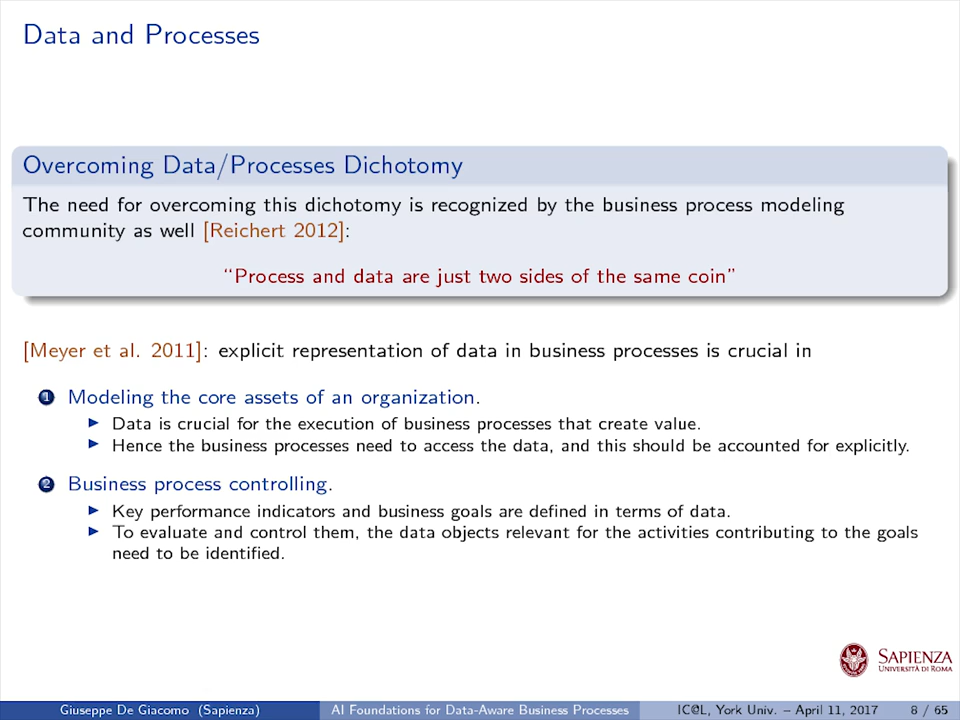 Data and Processes
Overcoming Data/Processes Dichotomy
The need for overcoming this dichotomy is recognized by the business process modeling
community as well [Reichert 2012]:
“Process and data are just two sides of the same coin”
[Meyer et al. 2011]: explicit representation of data in business processes is crucial in
1 Modeling the core assets of an organization.
▶ Data is crucial for the execution of business processes that create value.
▶ Hence the business processes need to access the data, and this should be accounted for explicitly.
2 Business process controlling.
▶ Key performance indicators and business goals are defined in terms of data.
▶ To evaluate and control them, the data objects relevant for the activities contributing to the goals
need to be identified.
SAPIENZA
UNIVERSITÀ DI ROMA
Giuseppe De Giacomo (Sapienza) AI Foundations for Data-Aware Business Processes IC@L, York Univ. – April 11, 2017 8 / 65